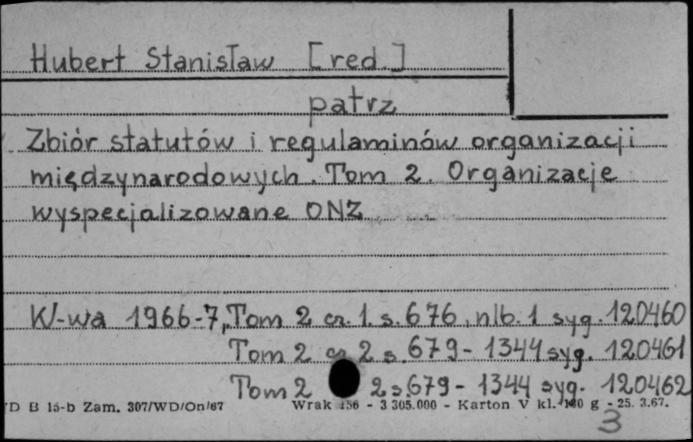 Hubert Stanisław [red.]
patrz
Zbiór statutów i regulaminów organizacji
międzynarodowych. Tom 2. Organizacje
wyspecjalizowane ONZ
W-wa 1966-7, Tom 2 cz. 1. s. 676, nlb. 1 syg. 120460
Tom 2 cz 2 s 679 - 1344 syg. 120461
Tom 2 2 s 679 - 1344 syg. 120462
D B 15-b Zam. 307/WD/On/67 Wrak 156 - 3 305.000 - Karton V kl. g - 25. 3.67.
3